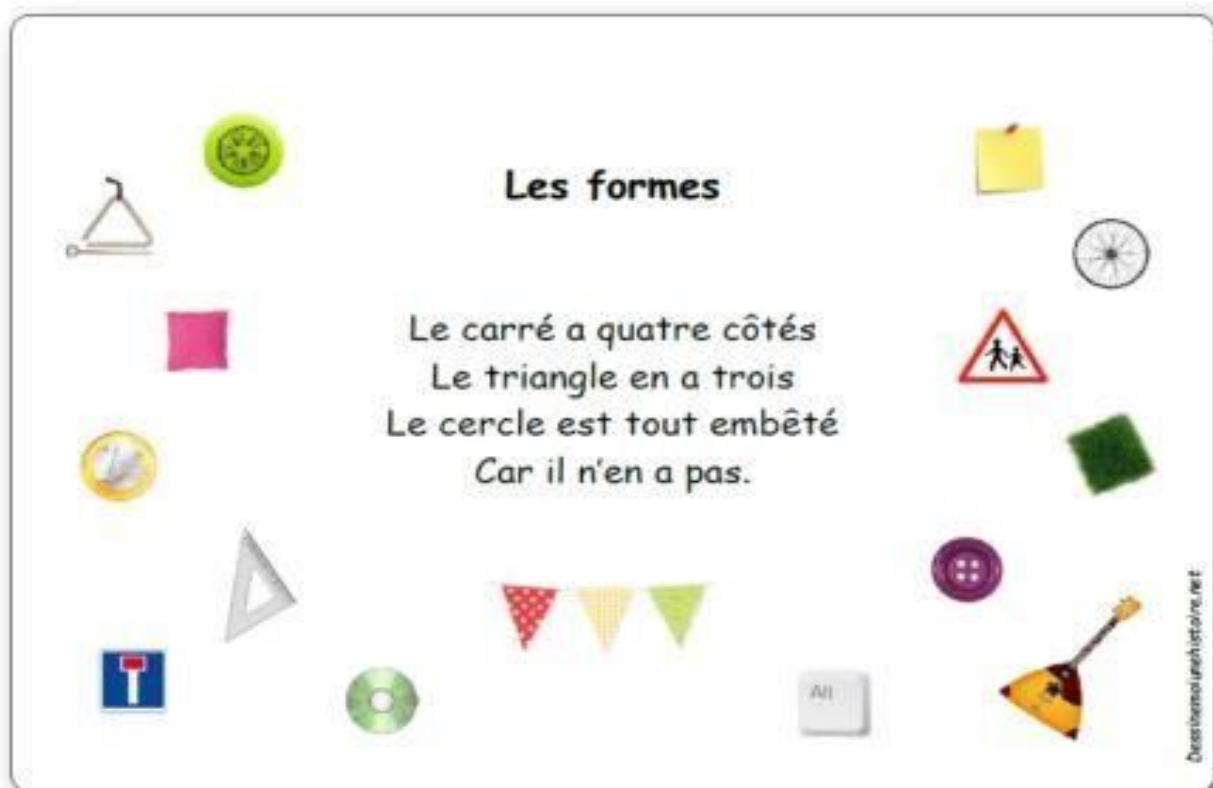 Les formes
Le carré a quatre côtés
Le triangle en a trois
Le cercle est tout embêté
Car il n'en a pas.
Alt
Dessinemoiunehistoire.net